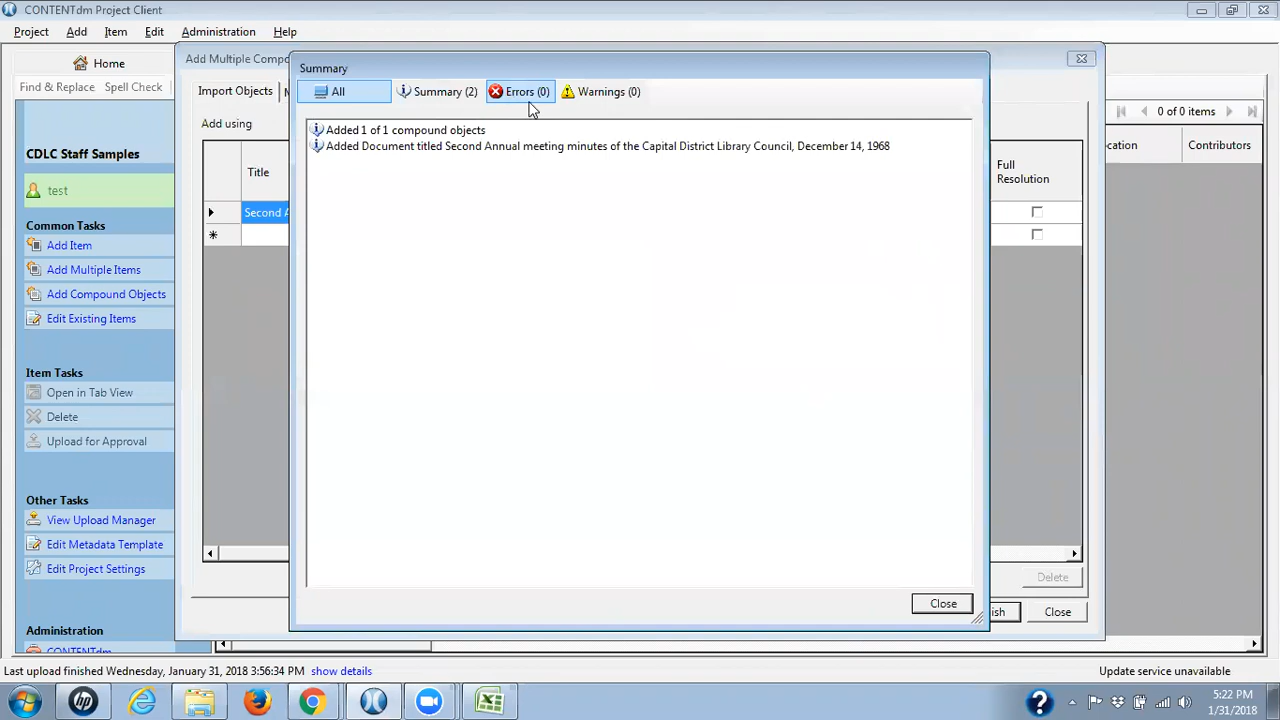 CONTENTdm Project Client
Project Add Item Edit Administration Help
Home
Find & Replace Spell Check
CDLC Staff Samples
test
Common Tasks
Add Item
Add Multiple Items
Add Compound Objects
Edit Existing Items
Item Tasks
Open in Tab View
Delete
Upload for Approval
Other Tasks
View Upload Manager
Edit Metadata Template
Edit Project Settings
Administration
CONTENTdm
Add Multiple Compo
Import Objects
Add using
Title
Second A
Summary
All Summary (2) Errors (0) Warnings (0)
Added 1 of 1 compound objects
Added Document titled Second Annual meeting minutes of the Capital District Library Council, December 14, 1968
Close
Full
Resolution
Delete
ish Close
0 of 0 items
cation Contributors
Last upload finished Wednesday, January 31, 2018 3:56:34 PM show details
Update service unavailable
5:22 PM
1/31/2018